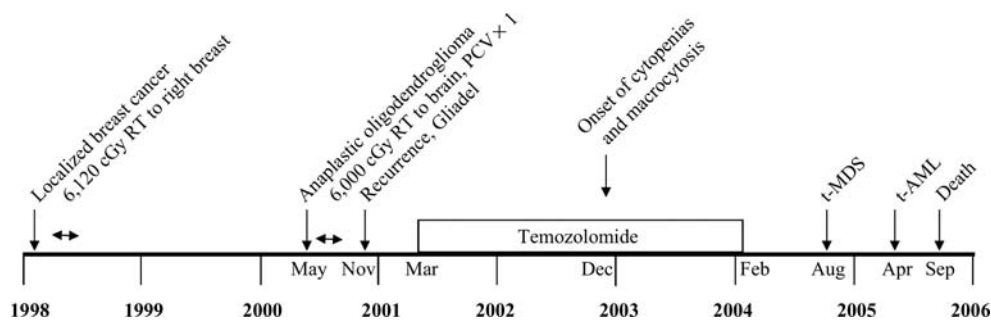 Localized breast cancer
6,120 cGy RT to right breast
Anaplastic oligodendroglioma
6,000 cGy RT to brain, PCV× 1
Recurrence, Gliadel
Onset of cytopenias
and macrocytosis
t-MDS
t-AML
Death
Temozolomide
May Nov Mar Dec Feb Aug Apr Sep
1998 1999 2000 2001 2002 2003 2004 2005 2006